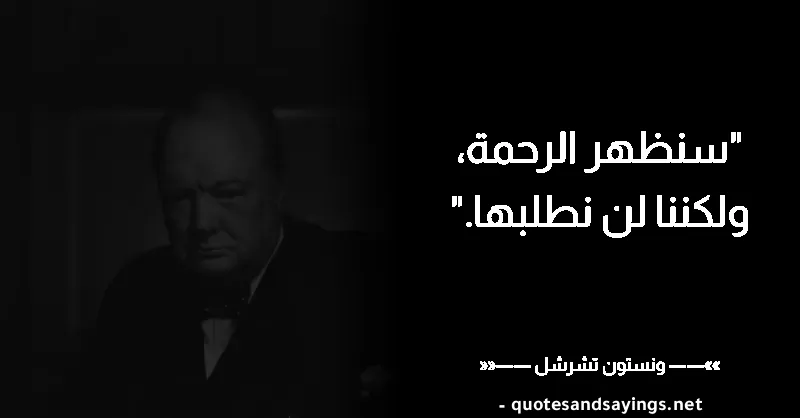 "سنظهر الرحمة،
ولكننا لن نطلبها."
»—— ونستون تشرشل ——«
- quotesandsayings.net